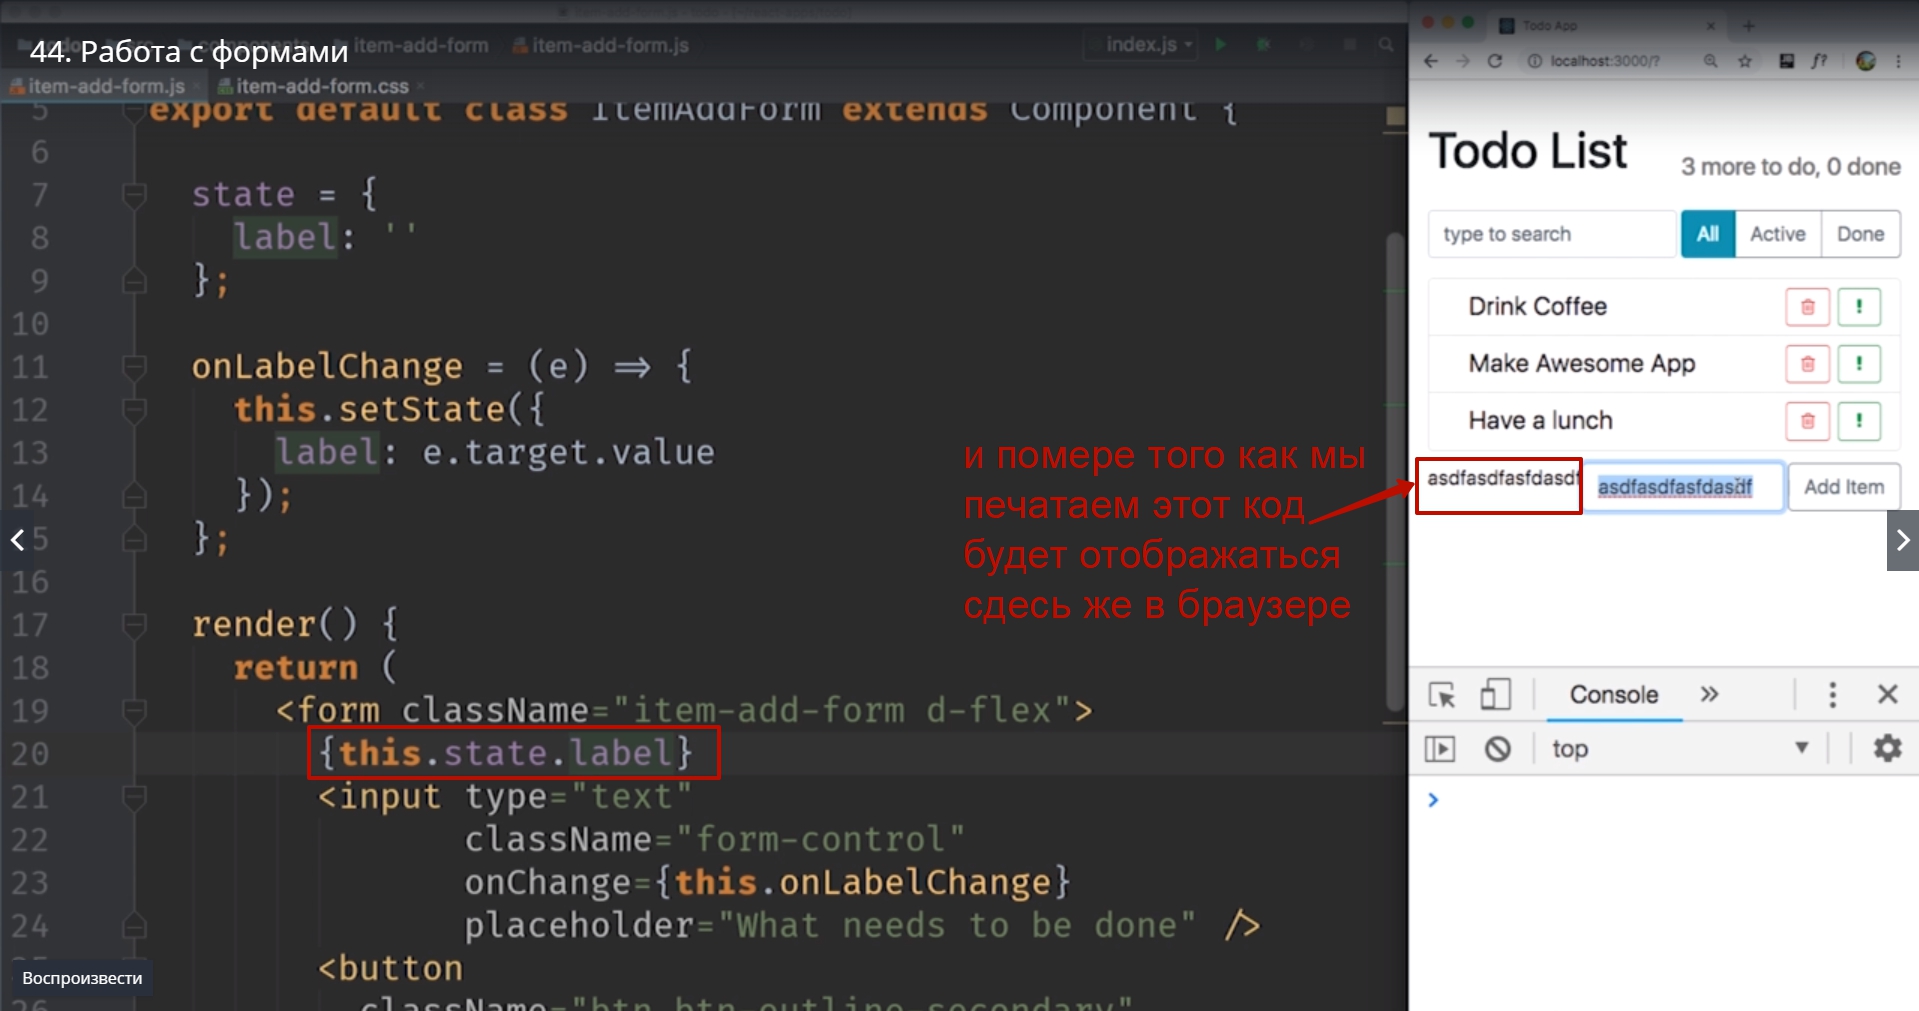 44. Работа с формами
item-add-form
item-add-form.js
index.js
item-add-form.js
item-add-form.css
5 export default class ItemAddForm extends Component {
6
7 state = {
8 label: ''
9 };
10
11 onLabelChange = (e) => {
12 this.setState({
13 label: e.target.value
14 });
5 };
16
17 render() {
18 return (
19 <form className="item-add-form d-flex">
20 {this.state.label}
21 <input type="text"
22 className="form-control"
23 onChange={this.onLabelChange}
24 placeholder="What needs to be done" />
<button
26 className="btn btn-outline-secondary"
Воспроизвести
и помере того как мы
печатаем этот код
будет отображаться
сдесь же в браузере
Todo App
localhost:3000/?
f?
Todo List
3 more to do, 0 done
type to search
All
Active
Done
Drink Coffee
Make Awesome App
Have a lunch
asdfasdfasfdasdf
asdfasdfasfdasdf
Add Item
Console
top